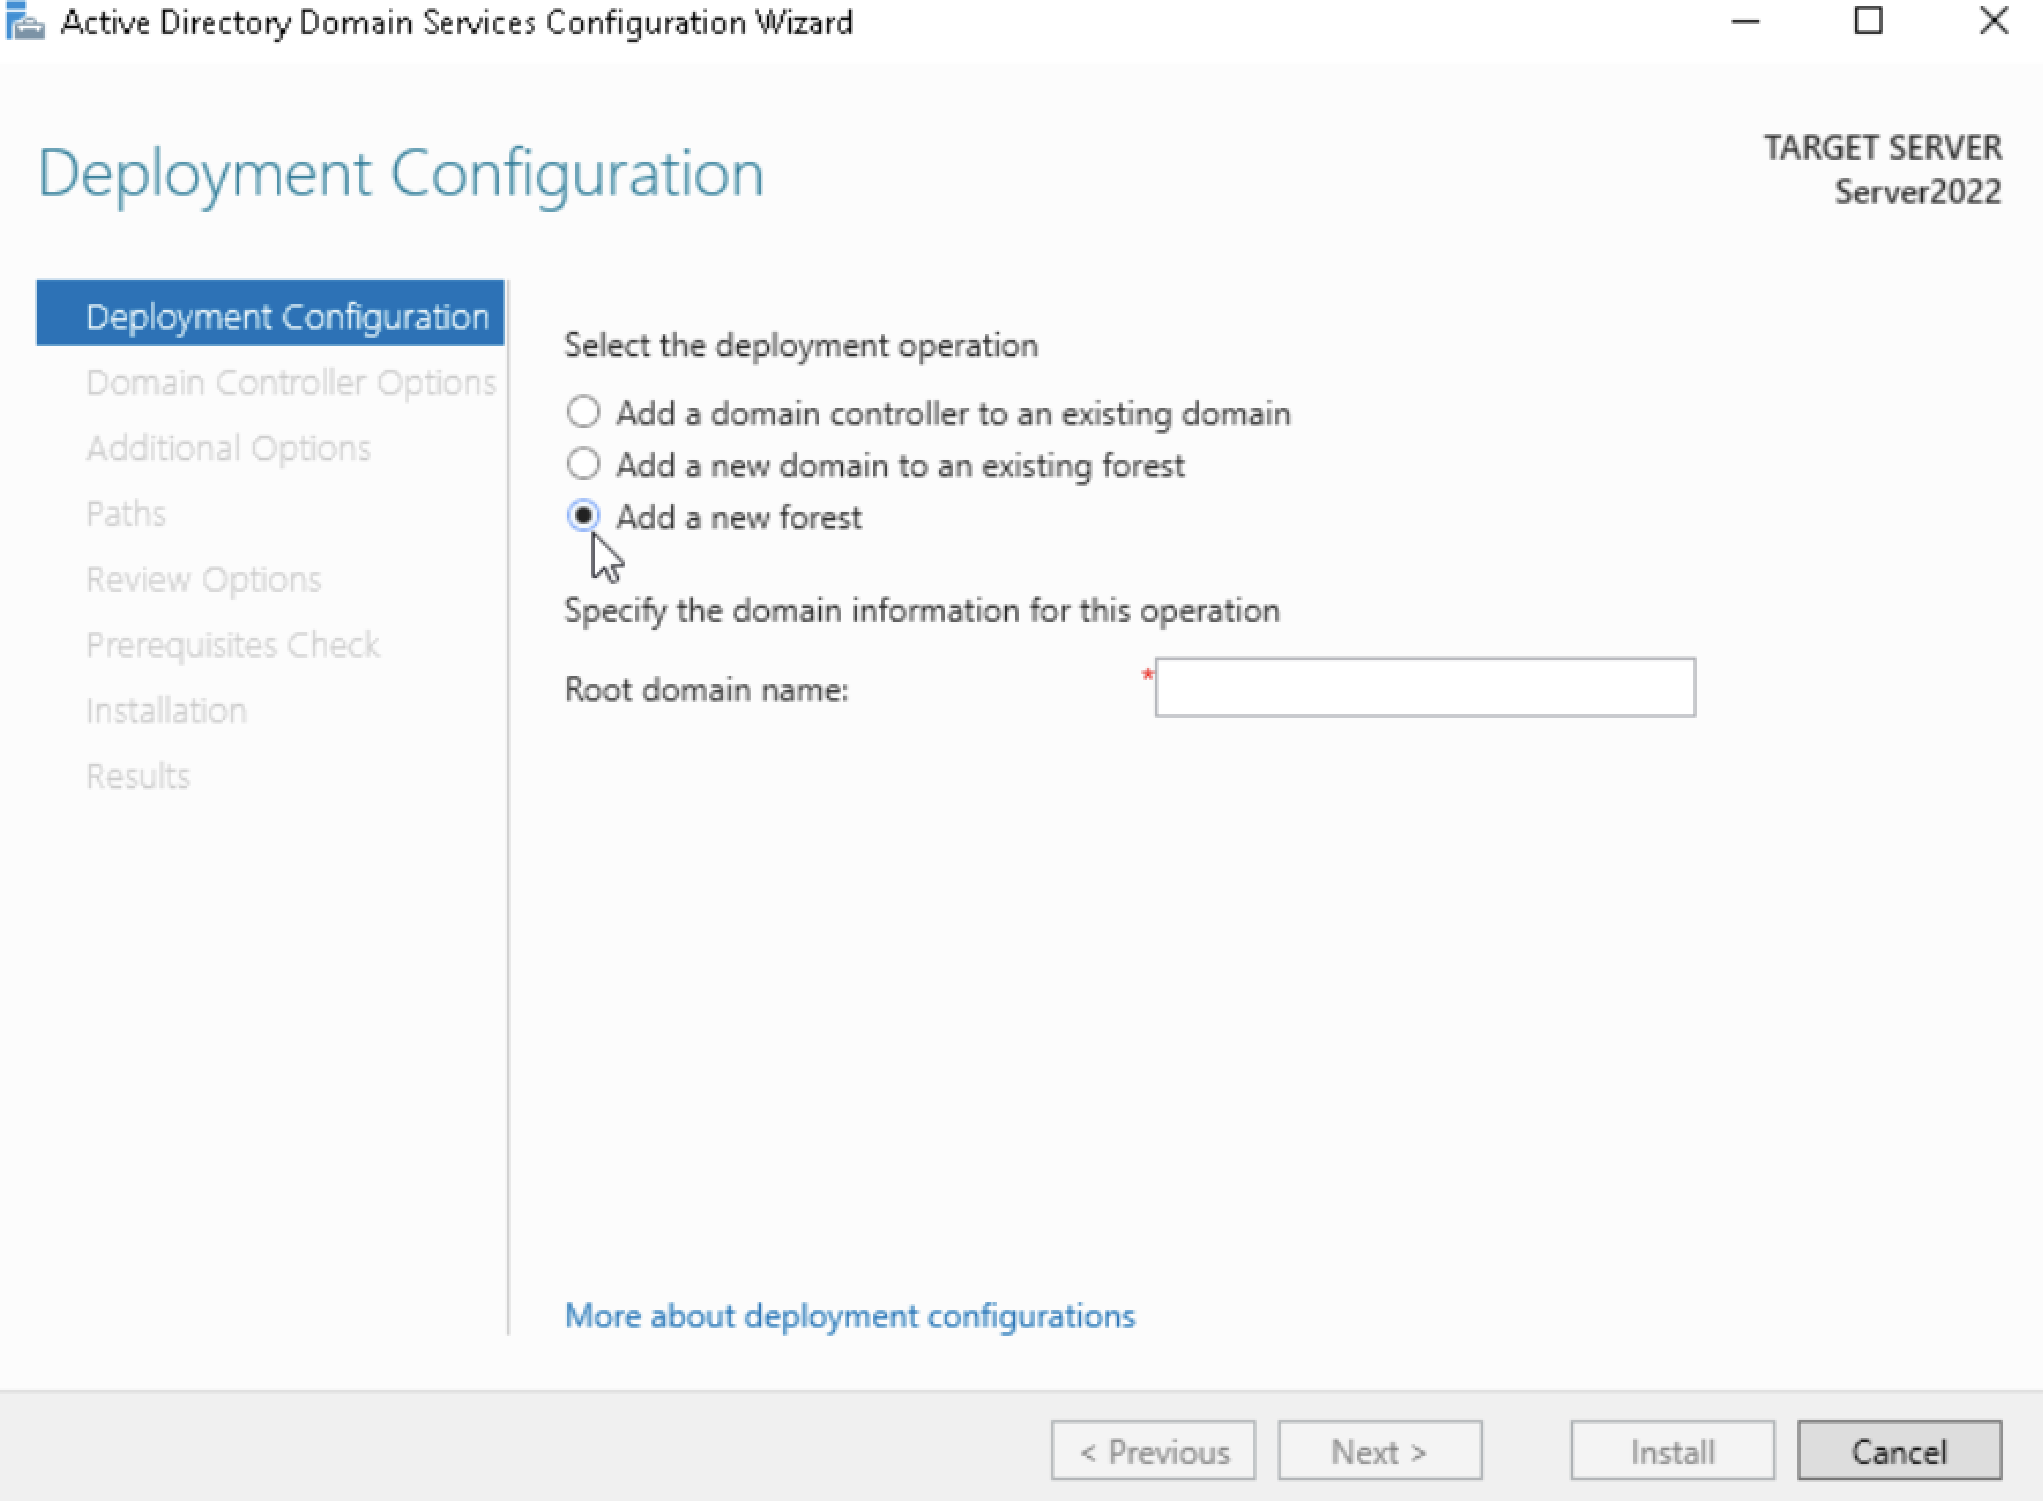 Active Directory Domain Services Configuration Wizard
Deployment Configuration
TARGET SERVER
Server2022
Deployment Configuration
Domain Controller Options
Additional Options
Paths
Review Options
Prerequisites Check
Installation
Results
Select the deployment operation
Add a domain controller to an existing domain
Add a new domain to an existing forest
Add a new forest
Specify the domain information for this operation
Root domain name: *
More about deployment configurations
< Previous
Next >
Install
Cancel